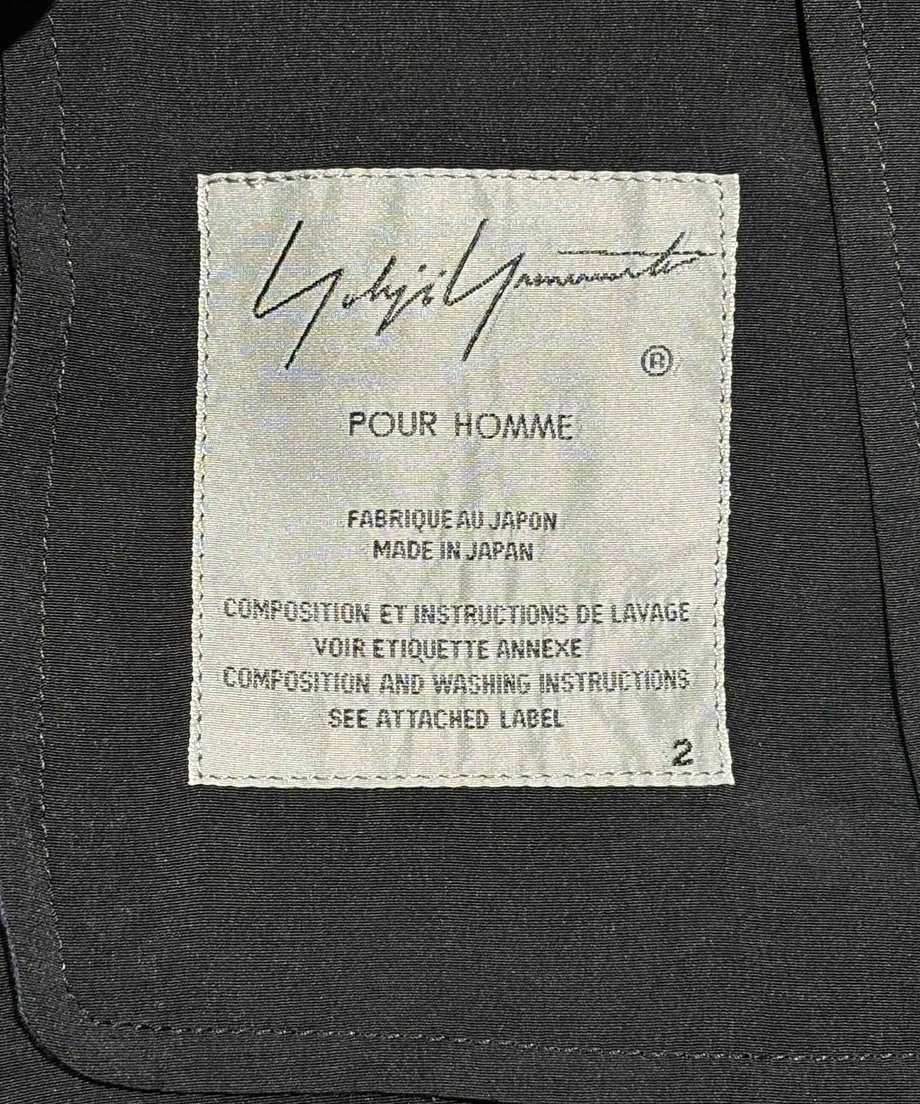 Yohji Yamamoto
®
POUR HOMME
FABRIQUE AU JAPON
MADE IN JAPAN
COMPOSITION ET INSTRUCTIONS DE LAVAGE
VOIR ETIQUETTE ANNEXE
COMPOSITION AND WASHING INSTRUCTIONS
SEE ATTACHED LABEL
2